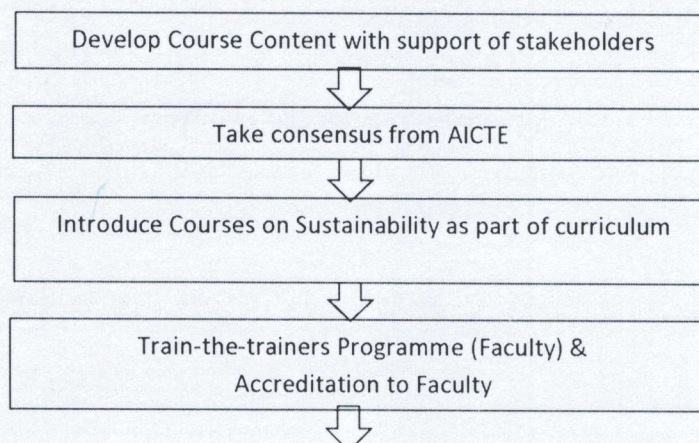 Develop Course Content with support of stakeholders
Take consensus from AICTE
Introduce Courses on Sustainability as part of curriculum
Train-the-trainers Programme (Faculty) &
Accreditation to Faculty